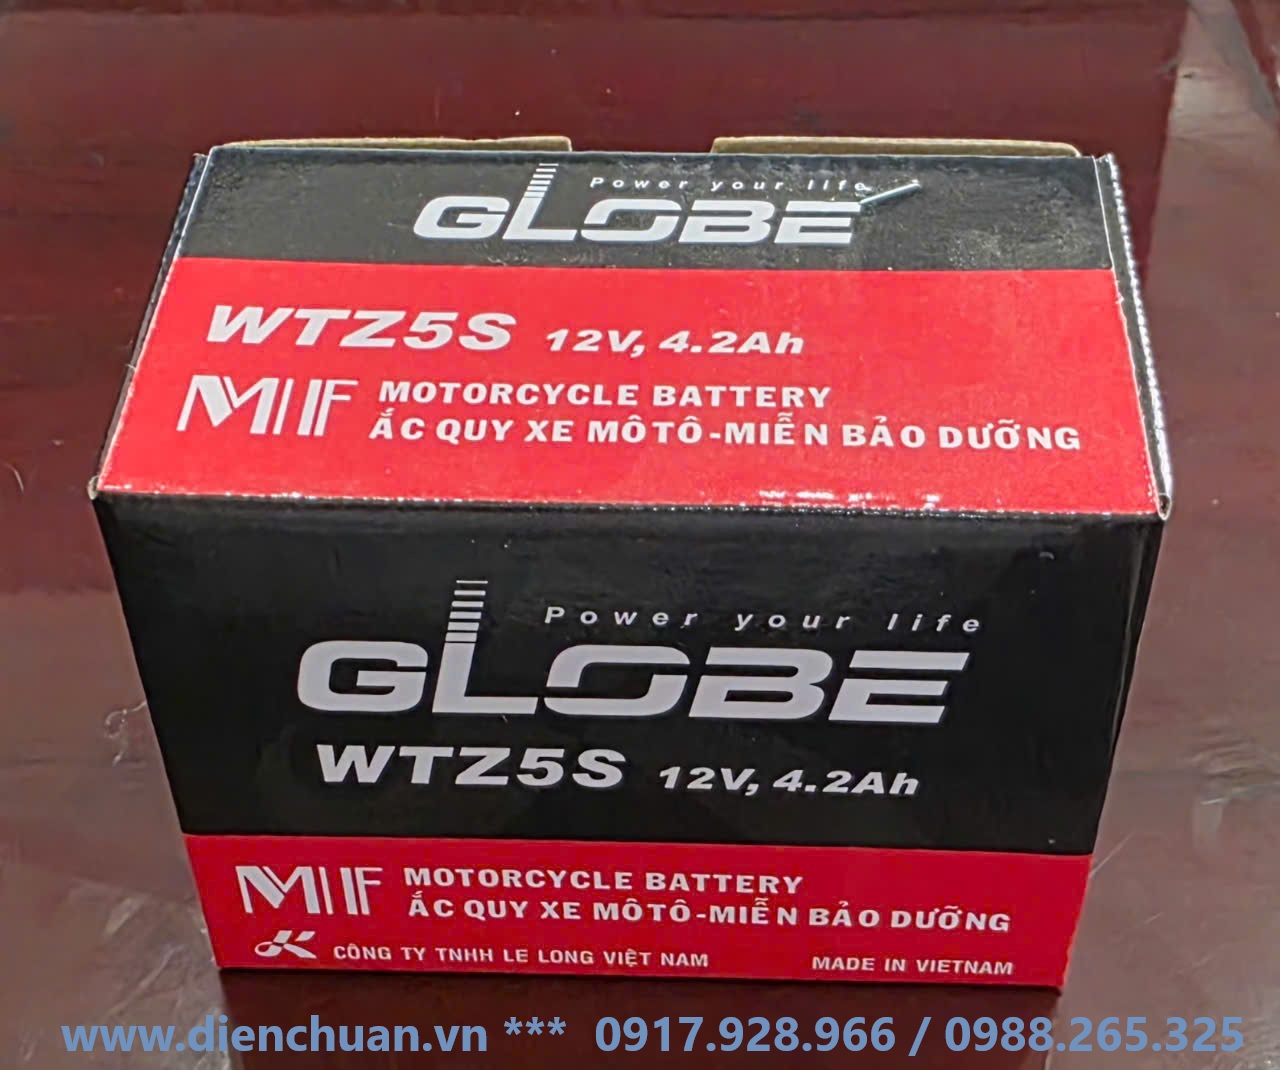 Power your life
GLOBE
WTZ5S 12V, 4.2Ah
MF MOTORCYCLE BATTERY
ẮC QUY XE MÔTÔ-MIỄN BẢO DƯỠNG
Power your life
GLOBE
WTZ5S 12V, 4.2Ah
MF MOTORCYCLE BATTERY
ẮC QUY XE MÔTÔ-MIỄN BẢO DƯỠNG
CÔNG TY TNHH LE LONG VIỆT NAM MADE IN VIETNAM
www.dienchuan.vn *** 0917.928.966 / 0988.265.325